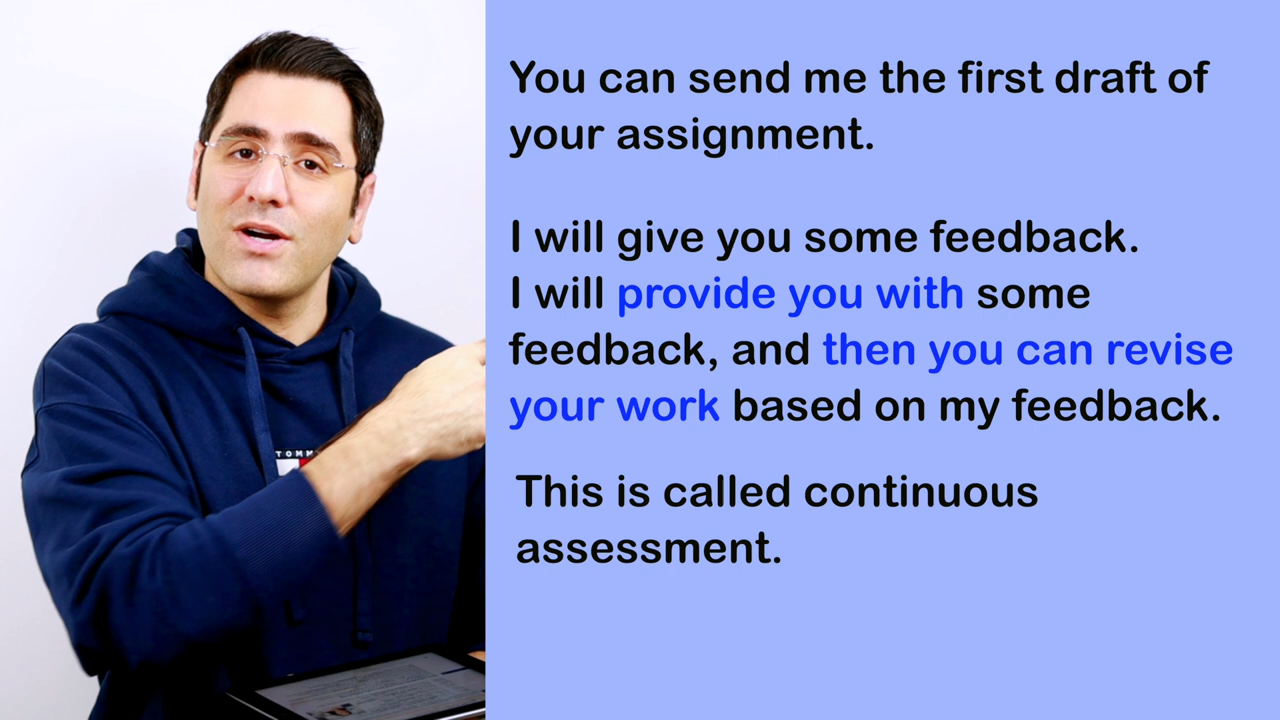 You can send me the first draft of
your assignment.
I will give you some feedback.
I will provide you with some
feedback, and then you can revise
your work based on my feedback.
This is called continuous
assessment.
TOMM